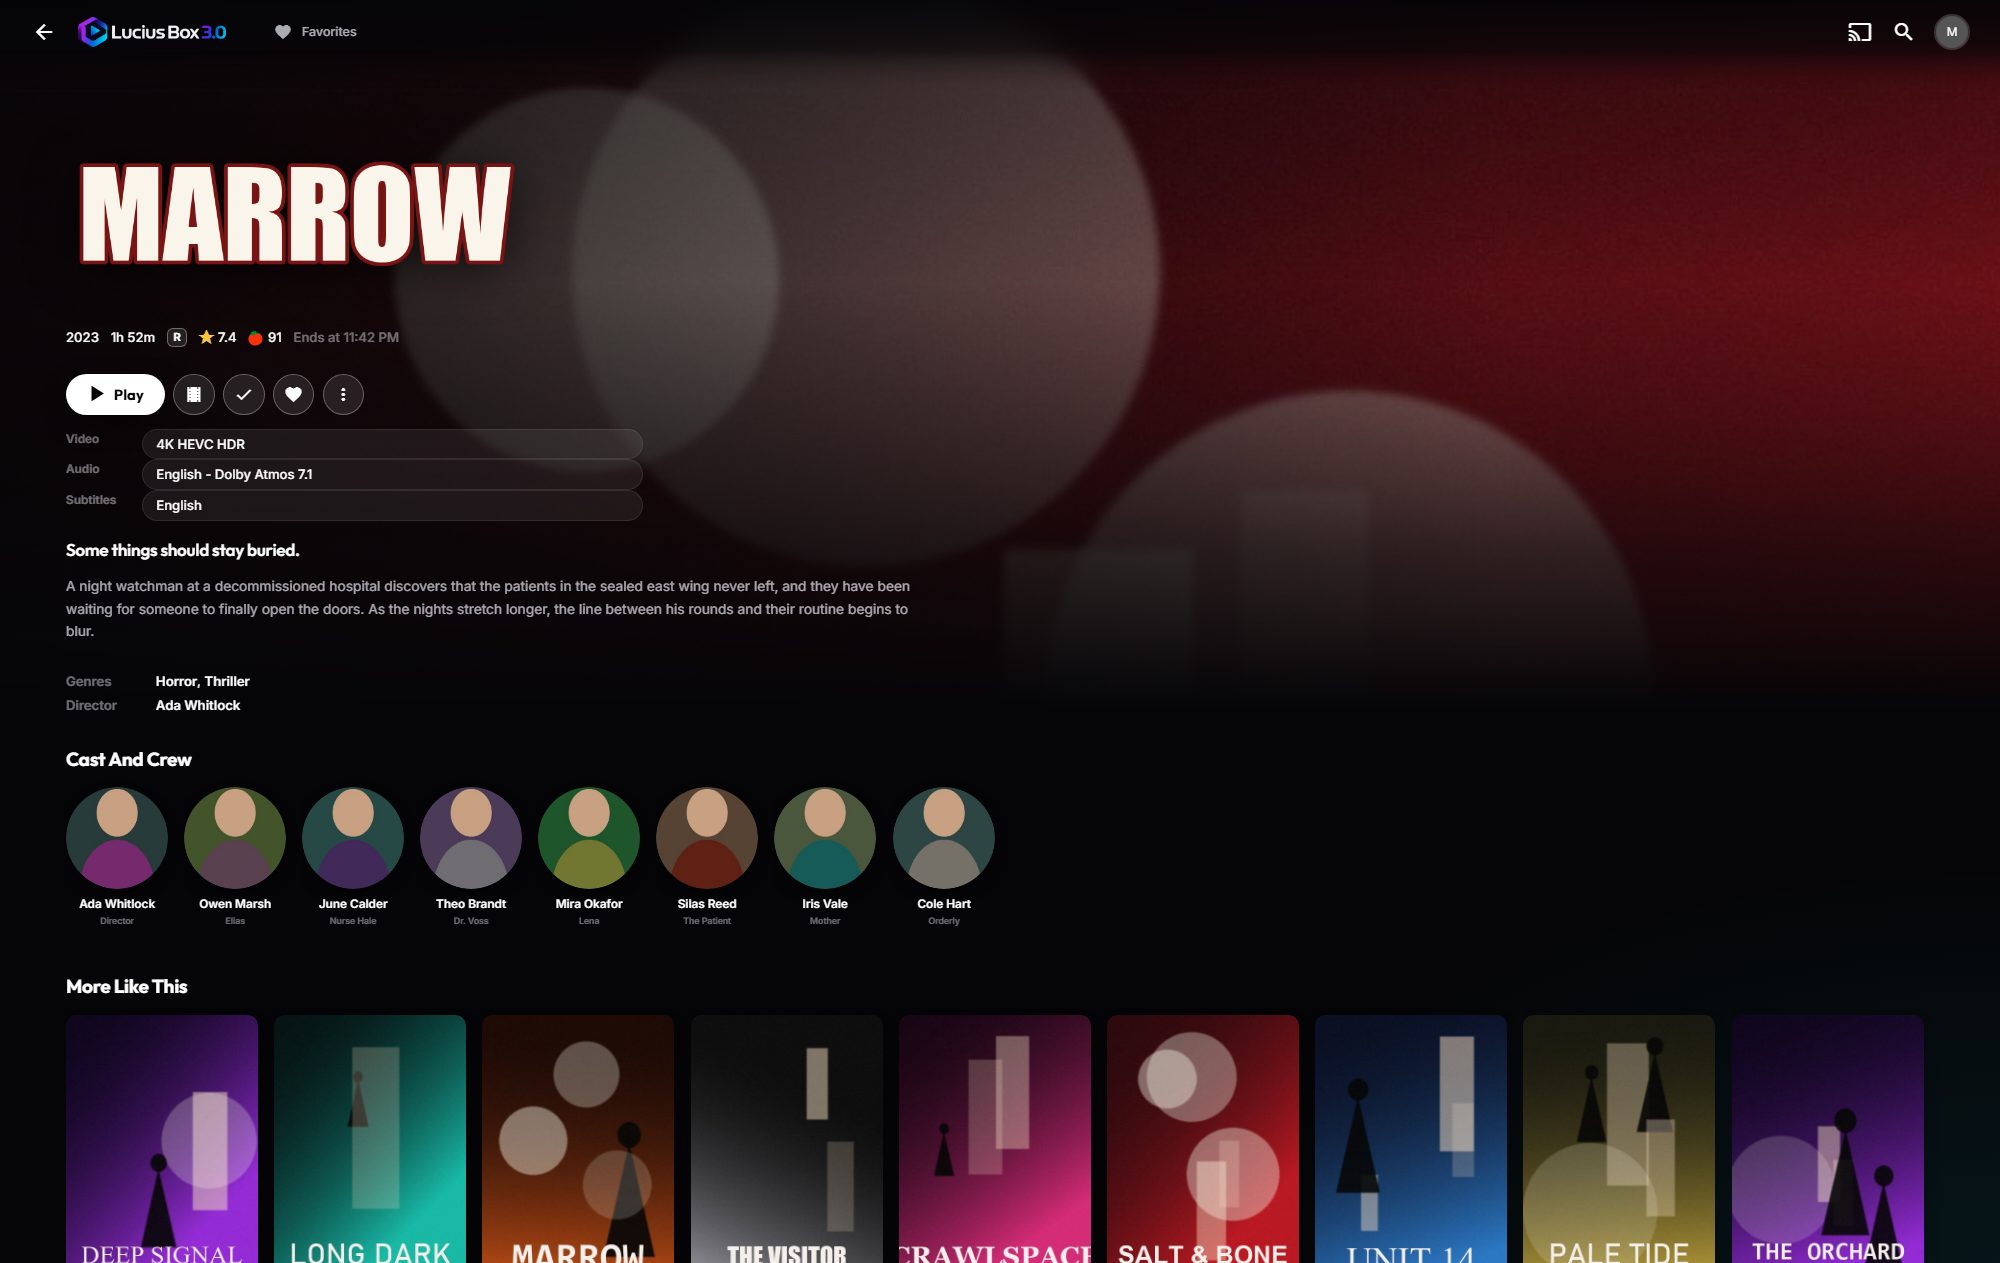 Lucius Box 3.0
Favorites
M
MARROW
2023 1h 52m R 7.4 91 Ends at 11:42 PM
Play
Video 4K HEVC HDR
Audio English - Dolby Atmos 7.1
Subtitles English
Some things should stay buried.
A night watchman at a decommissioned hospital discovers that the patients in the sealed east wing never left, and they have been
waiting for someone to finally open the doors. As the nights stretch longer, the line between his rounds and their routine begins to
blur.
Genres Horror, Thriller
Director Ada Whitlock
Cast And Crew
Ada Whitlock Owen Marsh June Calder Theo Brandt Mira Okafor Silas Reed Iris Vale Cole Hart
Director Elias Nurse Hale Dr. Voss Lena The Patient Mother Orderly
More Like This
DEEP SIGNAL LONG DARK MARROW THE VISITOR CRAWLSPACE SALT & BONE UNIT 14 PALE TIDE THE ORCHARD